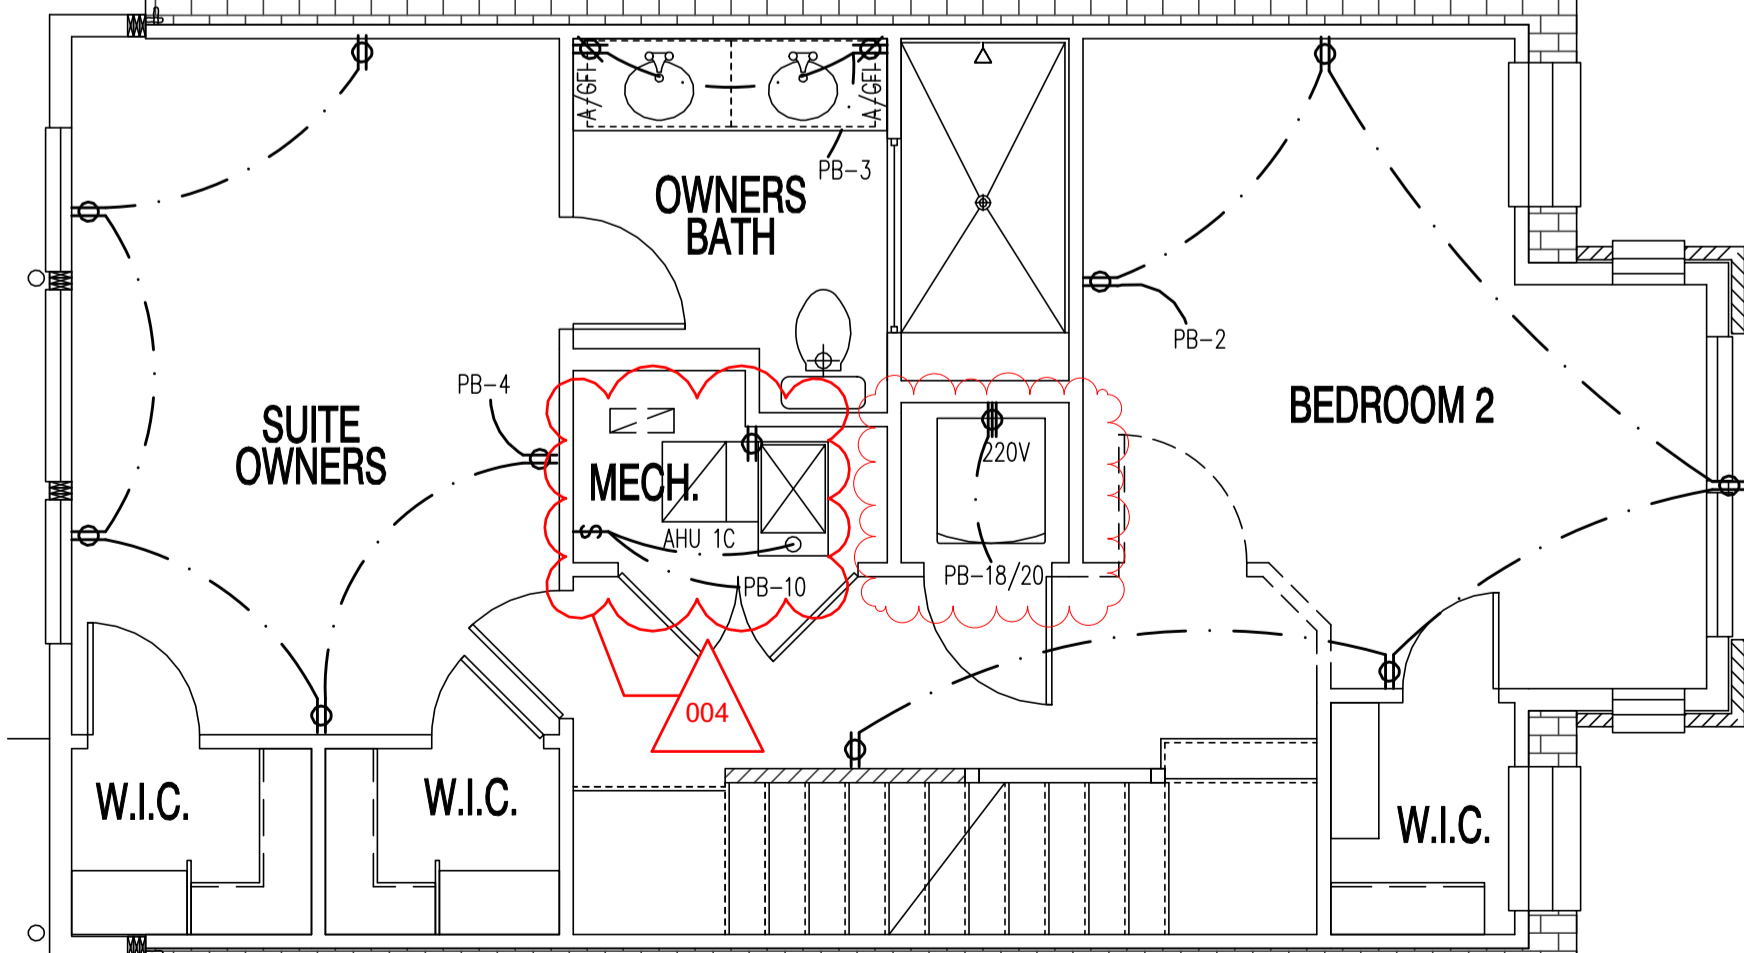 A/GFI
A/GFI
PB-3
OWNERS
BATH
PB-2
PB-4
SUITE
OWNERS
BEDROOM 2
220V
MECH.
S
AHU 1C
PB-10
PB-18/20
004
W.I.C.
W.I.C.
W.I.C.